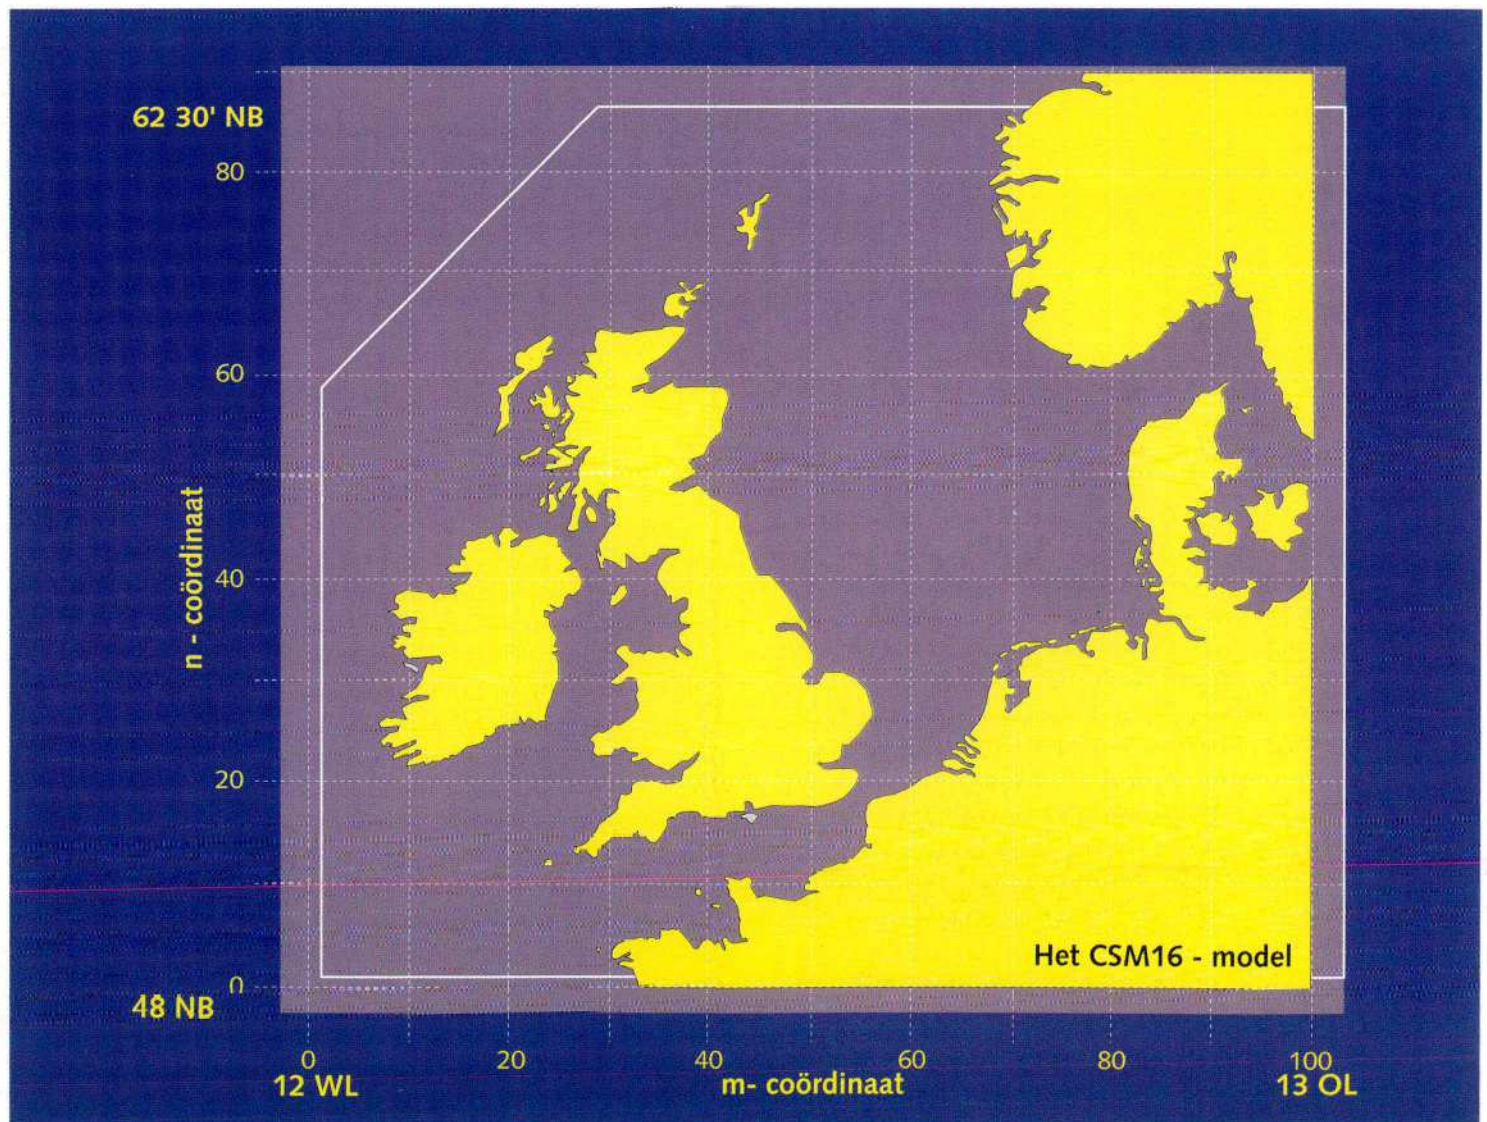 62 30' NB
80
60
n - coördinaat
40
20
0
48 NB
Het CSM16 - model
0 20 40 60 80 100
12 WL m- coördinaat 13 OL